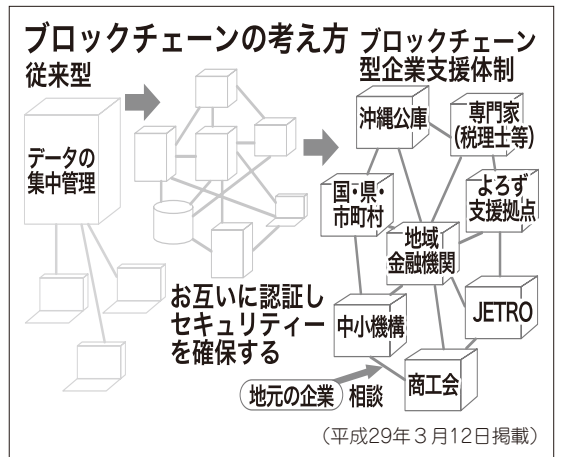 ブロックチェーンの考え方
従来型
データの
集中管理
お互いに認証し
セキュリティー
を確保する
ブロックチェーン
型企業支援体制
沖縄公庫
専門家
(税理士等)
国・県・
市町村
よろず
支援拠点
地域
金融機関
中小機構
JETRO
商工会
地元の企業
相談
(平成29年3月12日掲載)